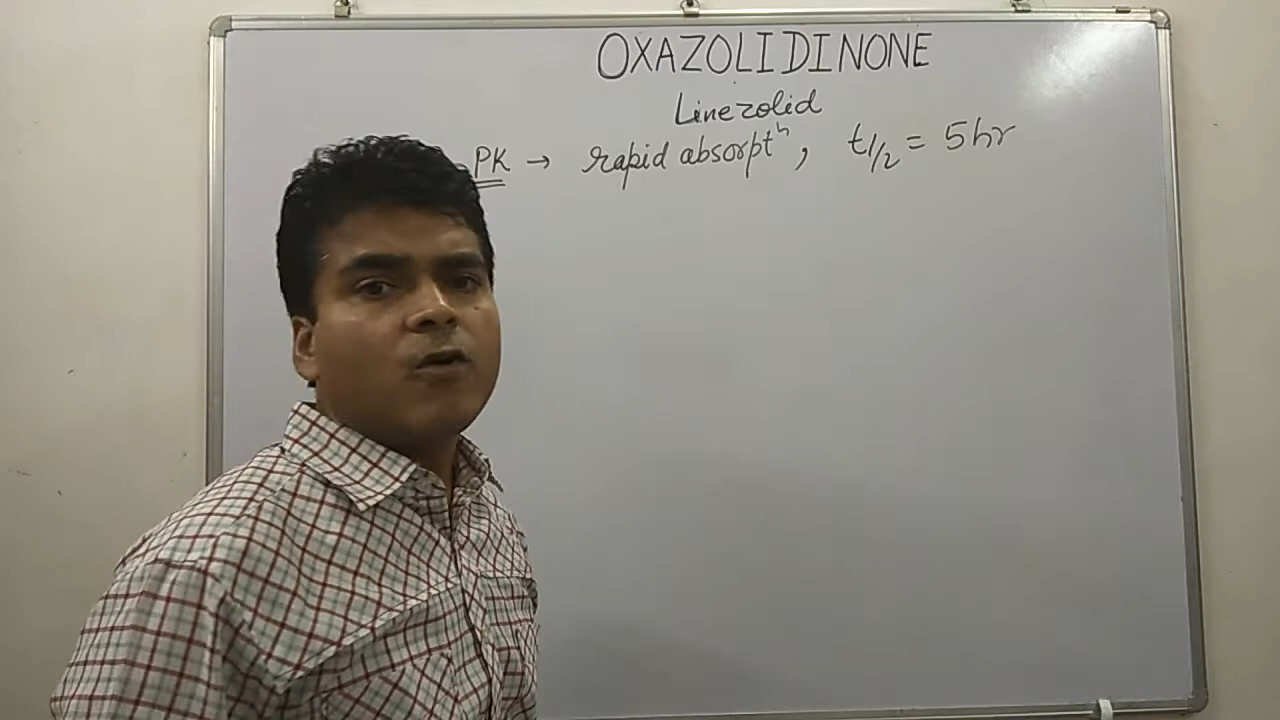 OXAZOLIDINONE
Linezolid
PK → rapid absorptⁿ, t1/2 = 5hr